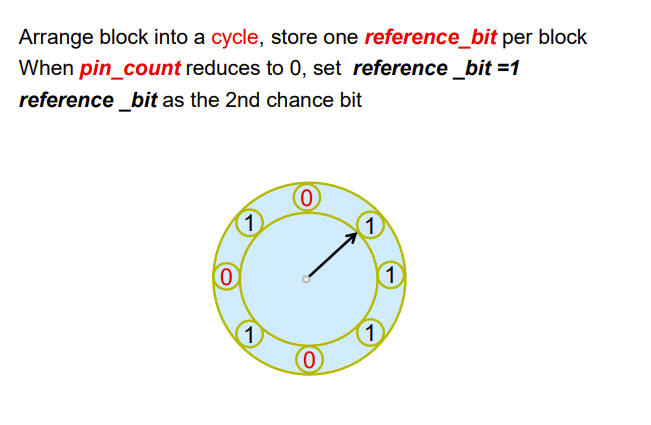 Arrange block into a cycle, store one reference_bit per block
When pin_count reduces to 0, set reference _bit =1
reference _bit as the 2nd chance bit
0
1 1
0 1
1 1
0